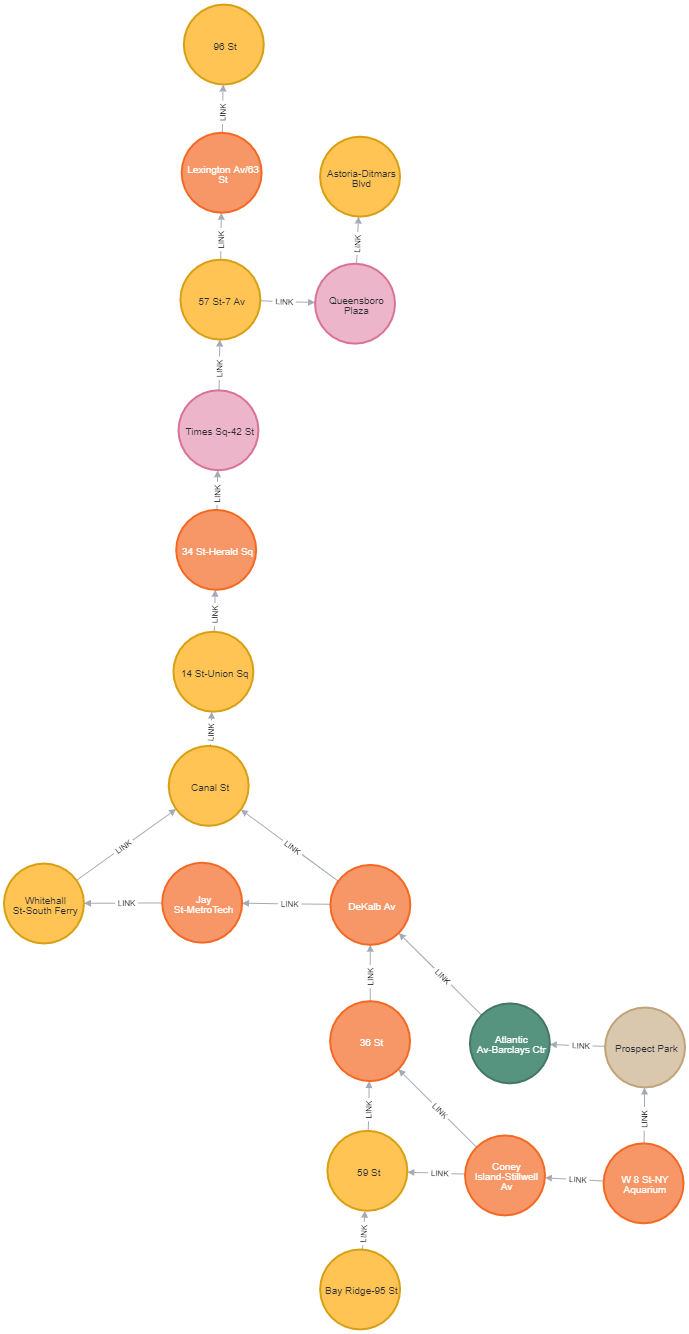 96 St
LINK
Lexington Av/63
St
Astoria-Ditmars
Blvd
LINK
LINK
57 St-7 Av
LINK
Queensboro
Plaza
LINK
Times Sq-42 St
LINK
34 St-Herald Sq
LINK
14 St-Union Sq
LINK
Canal St
LINK
LINK
Whitehall
St-South Ferry
LINK
Jay
St-MetroTech
LINK
DeKalb Av
LINK
LINK
36 St
Atlantic
Av-Barclays Ctr
LINK
Prospect Park
LINK
LINK
LINK
59 St
LINK
Coney
Island-Stillwell
Av
LINK
W 8 St-NY
Aquarium
LINK
Bay Ridge-95 St